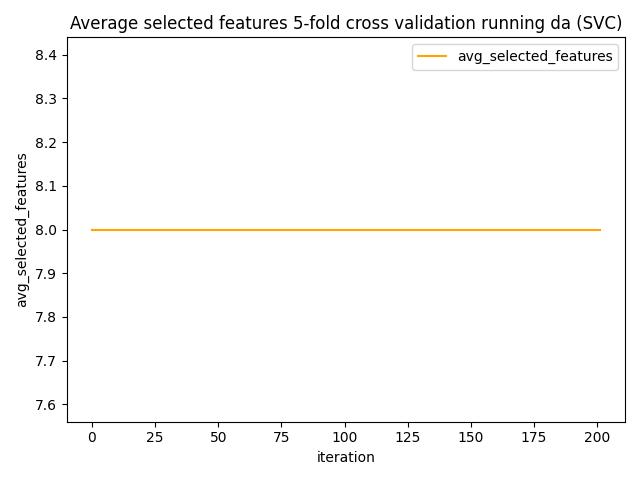 Average selected features 5-fold cross validation running da (SVC)
avg_selected_features
avg_selected_features
8.4
8.3
8.2
8.1
8.0
7.9
7.8
7.7
7.6
0 25 50 75 100 125 150 175 200
iteration